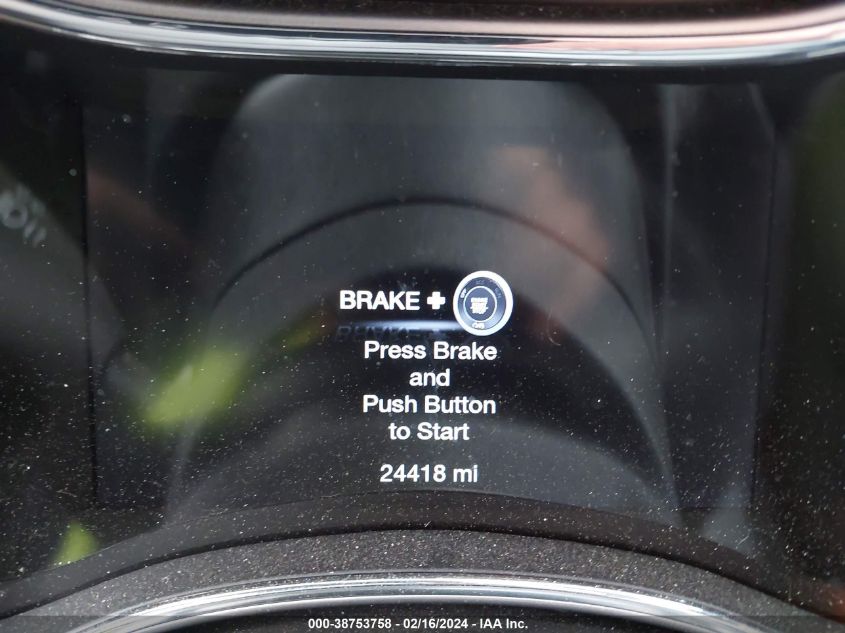 BRAKE +
Press Brake
and
Push Button
to Start
24418 mi
000-38753758 - 02/16/2024 - IAA Inc.